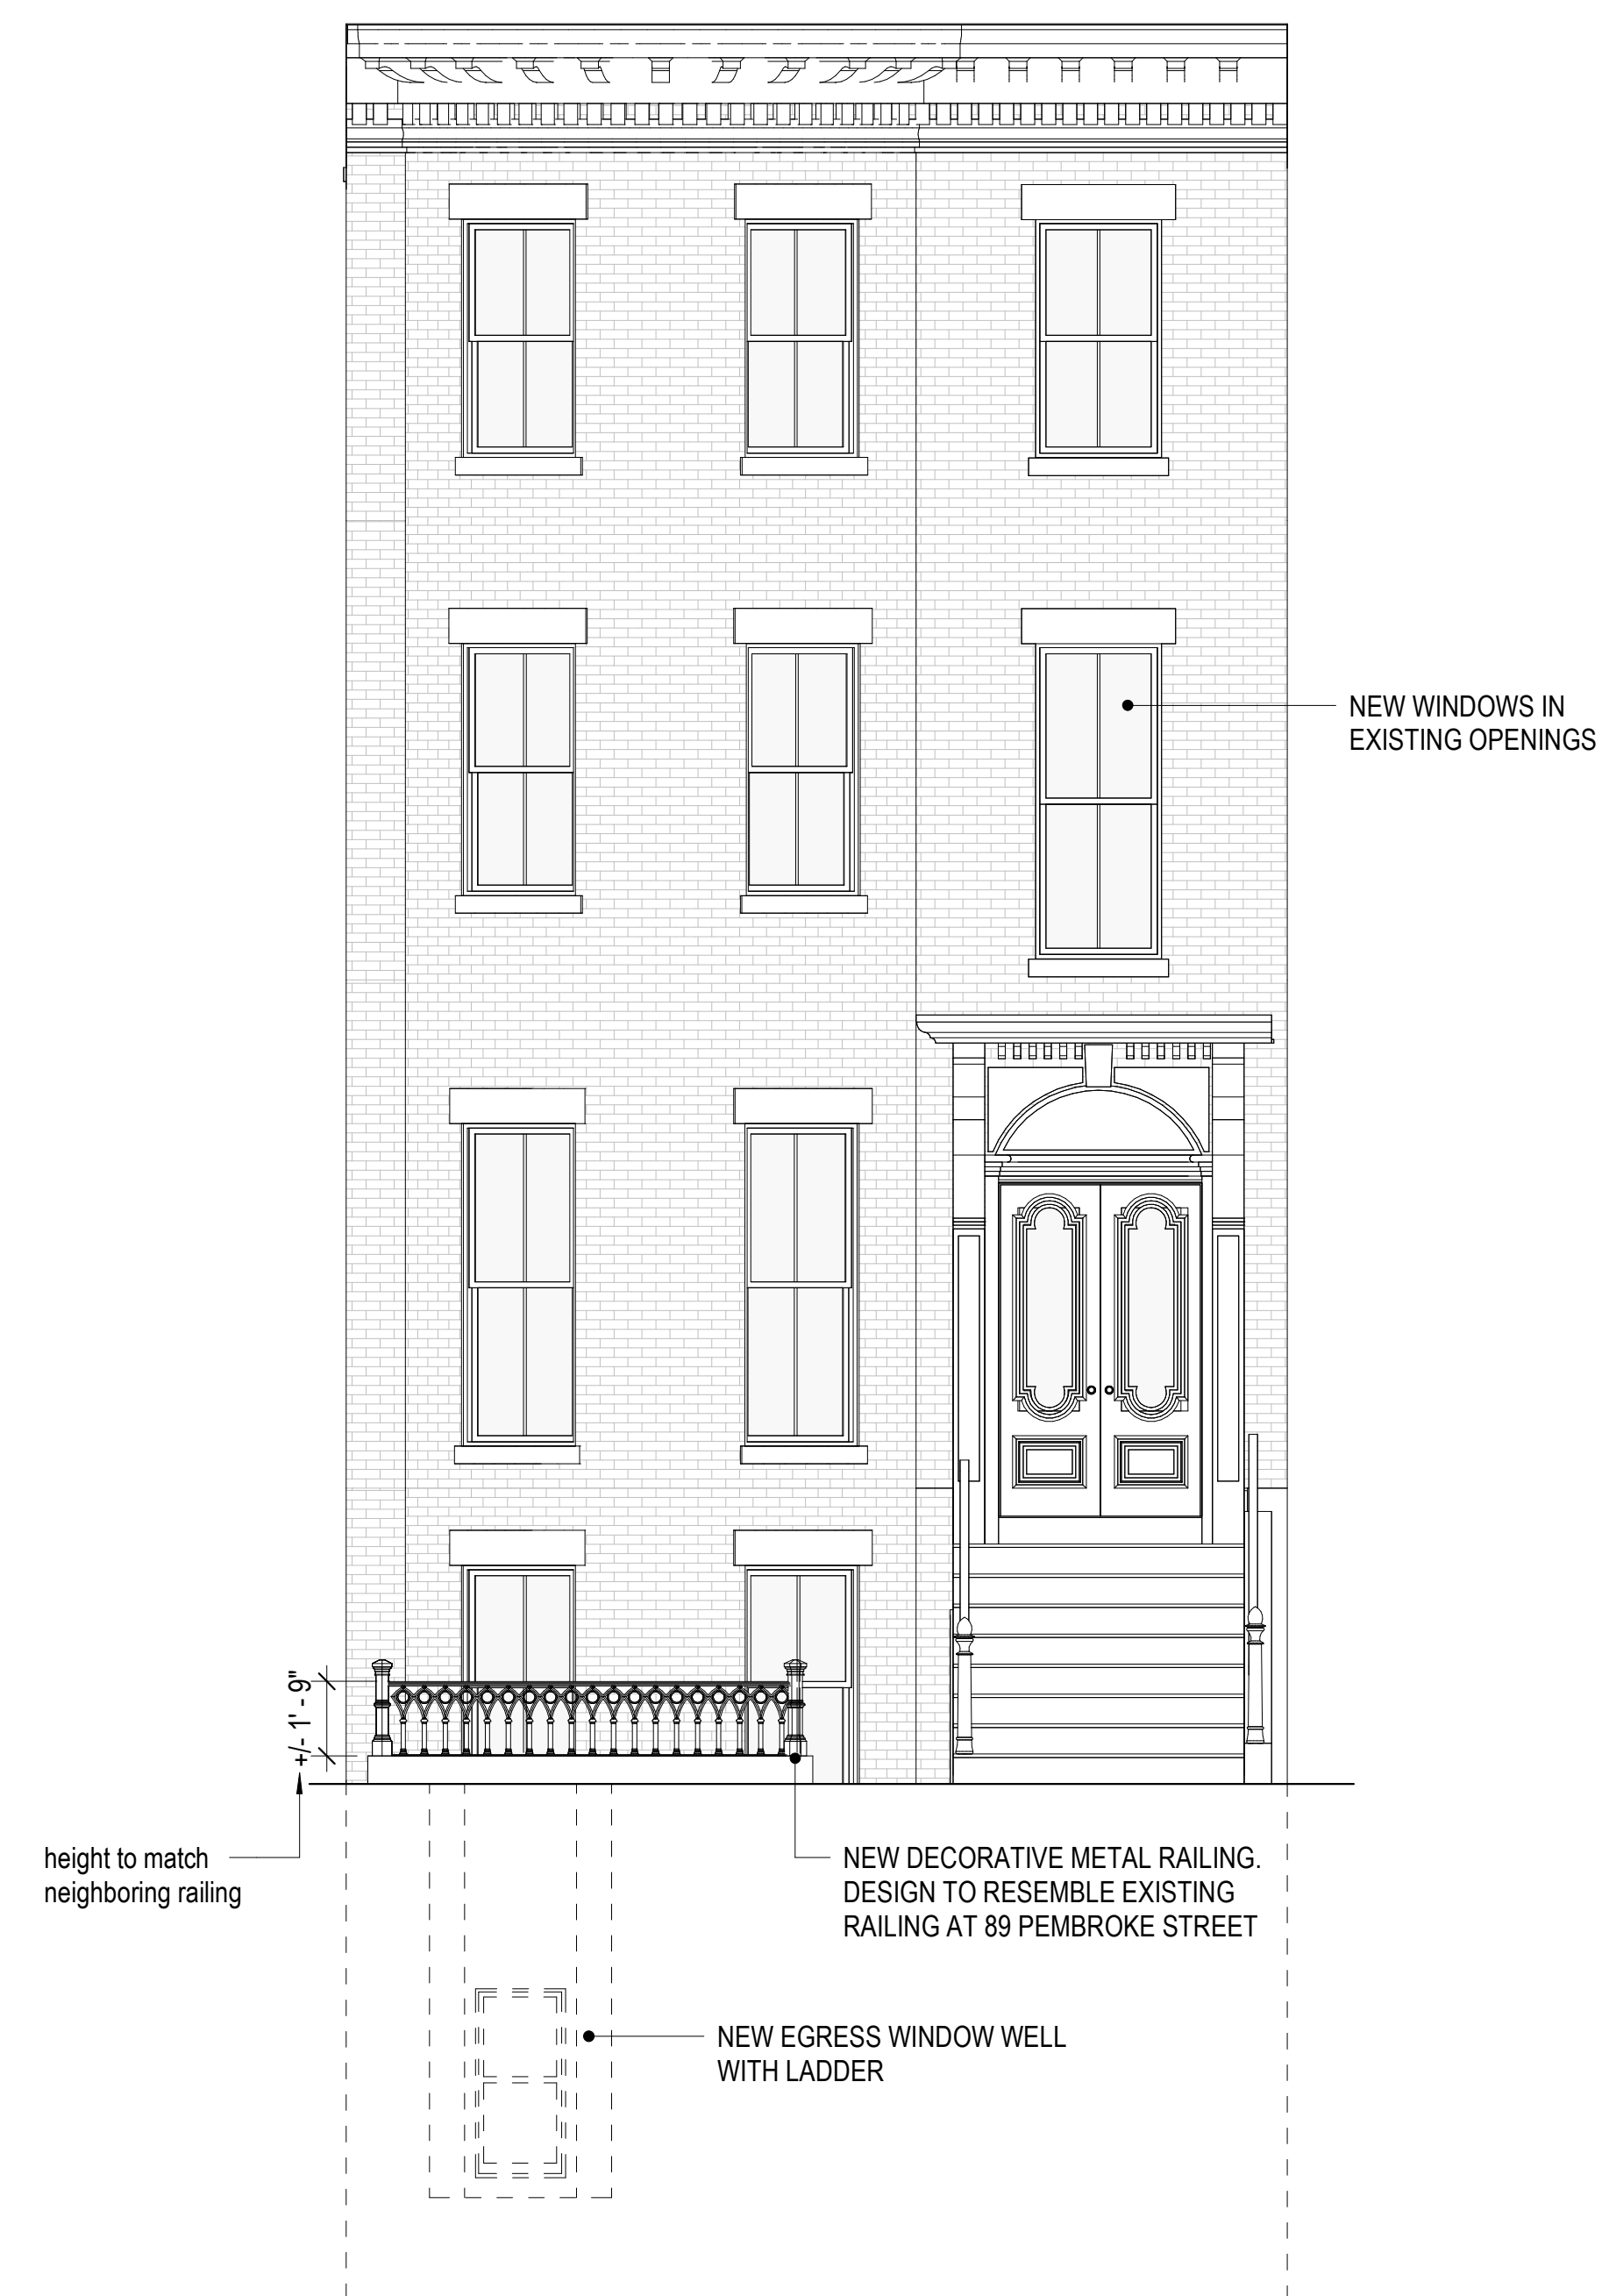 NEW WINDOWS IN
EXISTING OPENINGS
+/- 1' - 9"
height to match
neighboring railing
NEW DECORATIVE METAL RAILING.
DESIGN TO RESEMBLE EXISTING
RAILING AT 89 PEMBROKE STREET
NEW EGRESS WINDOW WELL
WITH LADDER